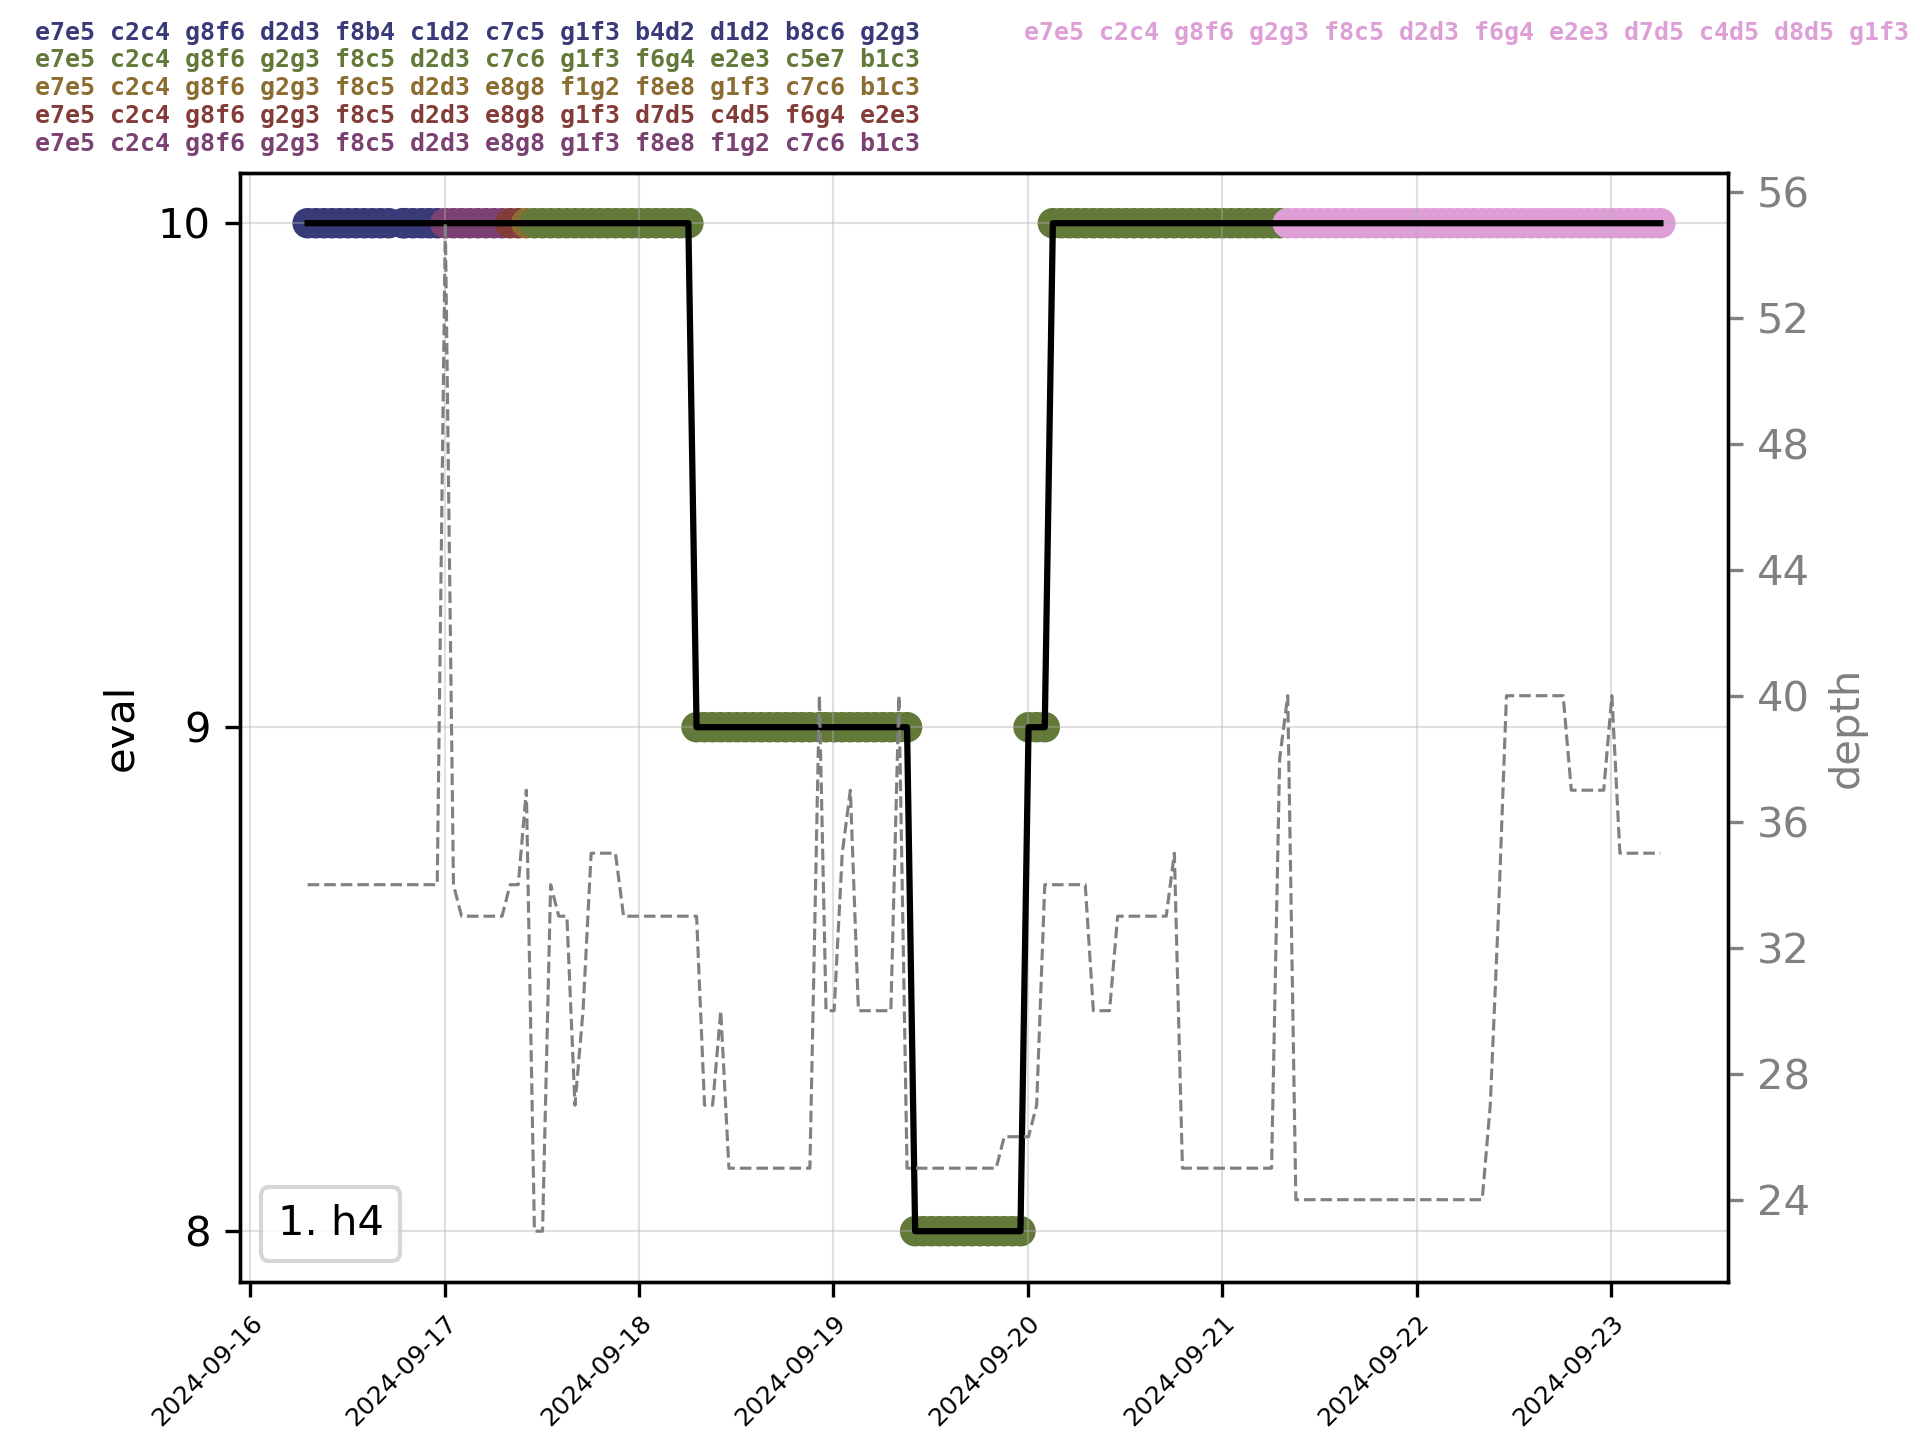 e7e5 c2c4 g8f6 d2d3 f8b4 c1d2 c7c5 g1f3 b4d2 d1d2 b8c6 g2g3
e7e5 c2c4 g8f6 g2g3 f8c5 d2d3 c7c6 g1f3 f6g4 e2e3 c5e7 b1c3
e7e5 c2c4 g8f6 g2g3 f8c5 d2d3 e8g8 f1g2 f8e8 g1f3 c7c6 b1c3
e7e5 c2c4 g8f6 g2g3 f8c5 d2d3 e8g8 g1f3 d7d5 c4d5 f6g4 e2e3
e7e5 c2c4 g8f6 g2g3 f8c5 d2d3 e8g8 g1f3 f8e8 f1g2 c7c6 b1c3
e7e5 c2c4 g8f6 g2g3 f8c5 d2d3 f6g4 e2e3 d7d5 c4d5 d8d5 g1f3
10
9
8
eval
56
52
48
44
40
36
32
28
24
depth
1. h4
2024-09-16
2024-09-17
2024-09-18
2024-09-19
2024-09-20
2024-09-21
2024-09-22
2024-09-23